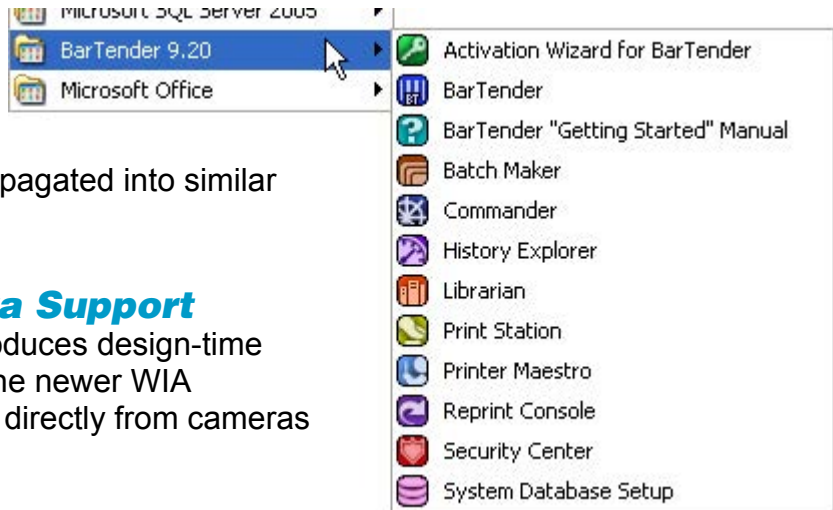 Microsoft SQL Server 2005
BarTender 9.20
Microsoft Office
Activation Wizard for BarTender
BarTender
BarTender "Getting Started" Manual
Batch Maker
Commander
History Explorer
Librarian
Print Station
Printer Maestro
Reprint Console
Security Center
System Database Setup
pagated into similar
a Support
oduces design-time
ne newer WIA
directly from cameras